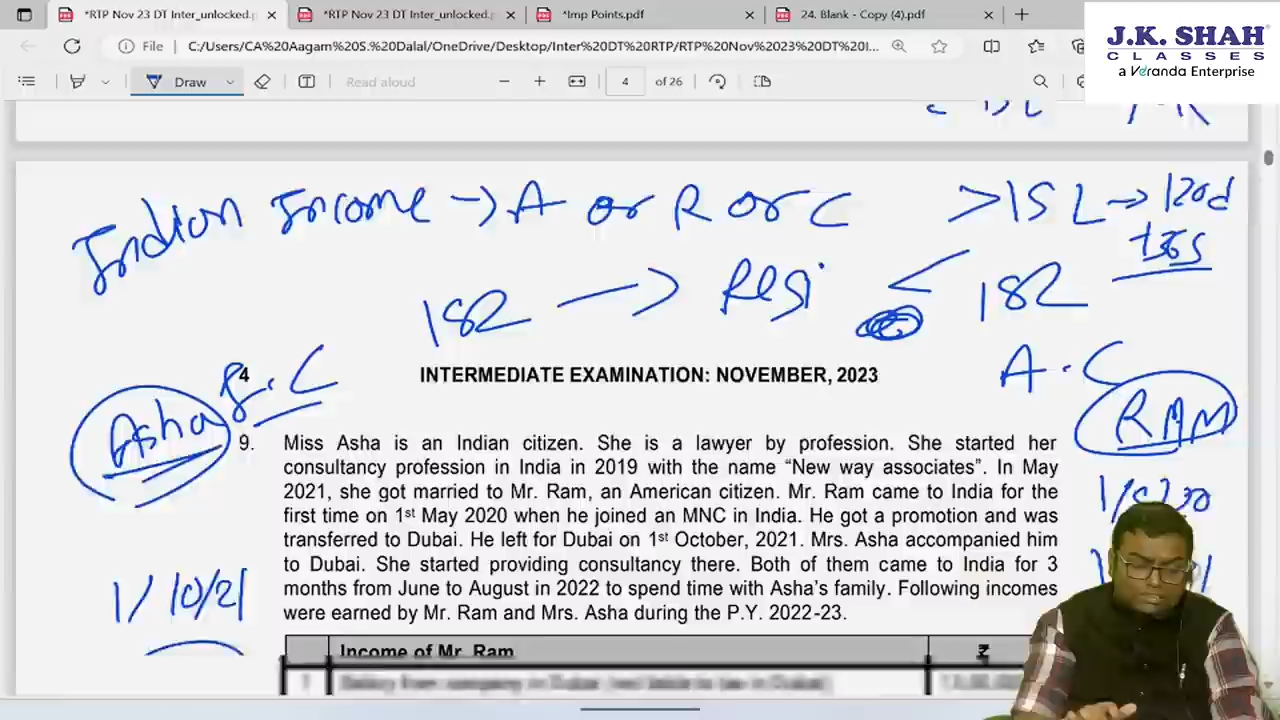 *RTP Nov 23 DT Inter_unlocked.p
*RTP Nov 23 DT Inter_unlocked.p
*Imp Points.pdf
24. Blank - Copy (4).pdf
J.K. SHAH
CLASSES
a Veranda Enterprise
File
C:/Users/CA%20Aagam%20S.%20Dalal/OneDrive/Desktop/Inter%20DT%20RTP/RTP%20Nov%202023%20DT%20I...
Draw
Read aloud
4 of 26
Indian Income → A or R or C
>15L → 120d
+365
182 → Resi < 182
A.C
RAM
Asha I.C
4
INTERMEDIATE EXAMINATION: NOVEMBER, 2023
9. Miss Asha is an Indian citizen. She is a lawyer by profession. She started her
consultancy profession in India in 2019 with the name “New way associates”. In May
2021, she got married to Mr. Ram, an American citizen. Mr. Ram came to India for the
first time on 1st May 2020 when he joined an MNC in India. He got a promotion and was
transferred to Dubai. He left for Dubai on 1st October, 2021. Mrs. Asha accompanied him
to Dubai. She started providing consultancy there. Both of them came to India for 3
months from June to August in 2022 to spend time with Asha’s family. Following incomes
were earned by Mr. Ram and Mrs. Asha during the P.Y. 2022-23.
1/10/21
Income of Mr. Ram ₹